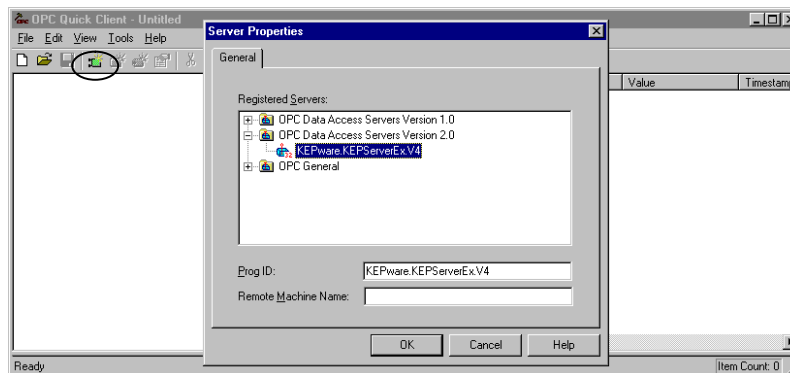 OPC Quick Client - Untitled
File Edit View Tools Help
Value
Server Properties
General
Registered Servers:
OPC Data Access Servers Version 1.0
OPC Data Access Servers Version 2.0
KEPware.KEPServerEx.V4
OPC General
Prog ID: KEPware.KEPServerEx.V4
Remote Machine Name:
OK Cancel Help
Ready
Item Count: 0